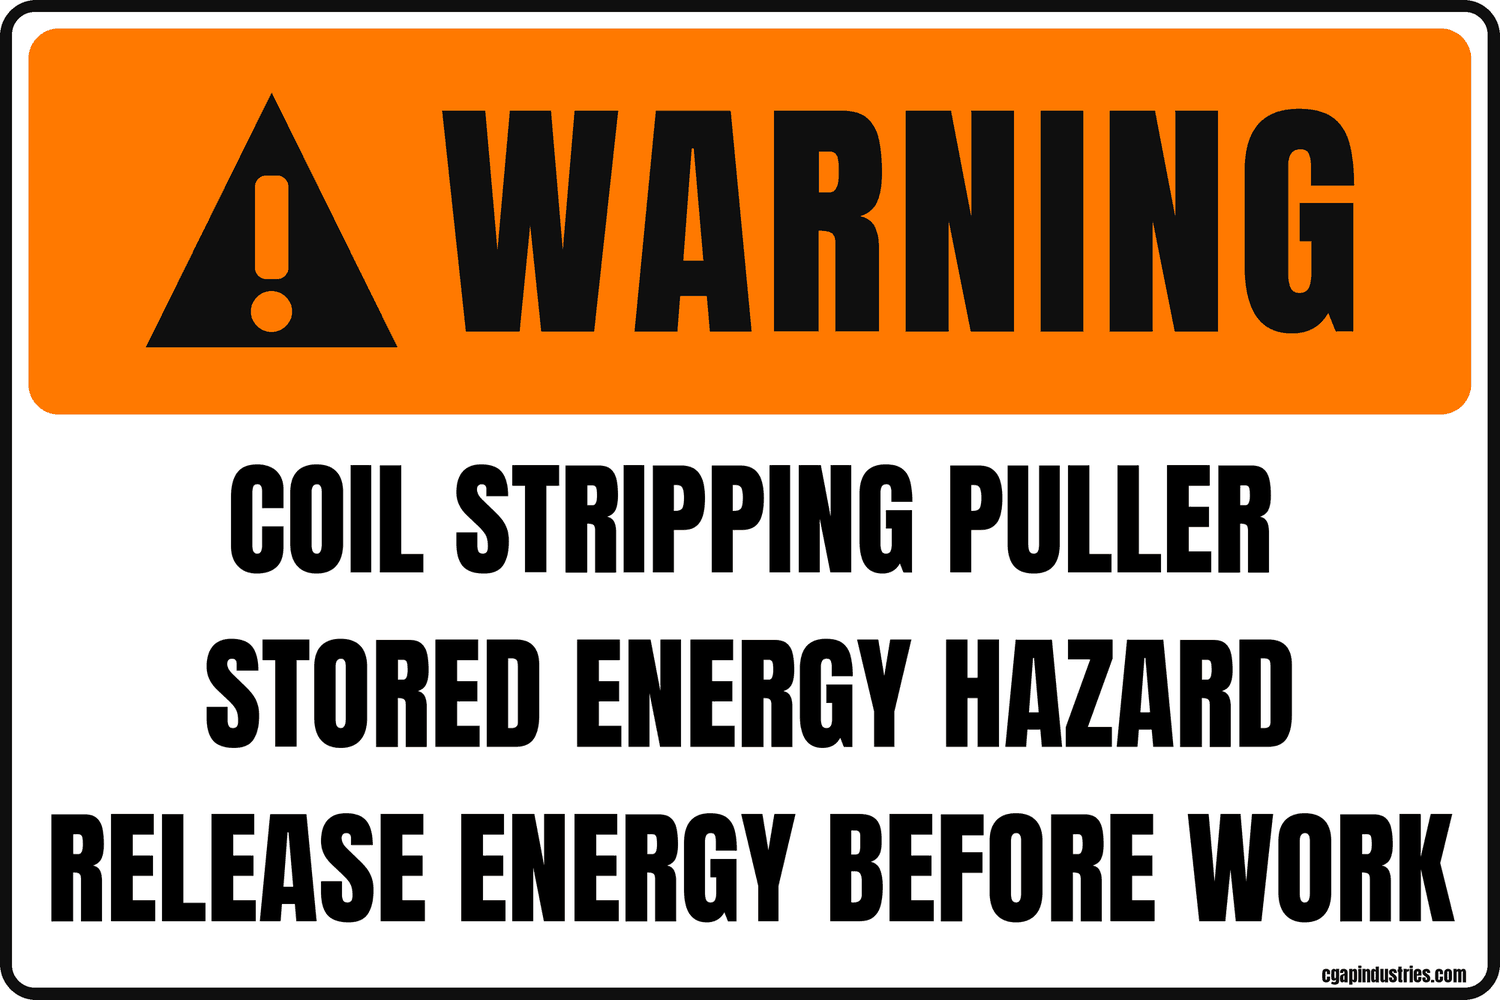 WARNING
COIL STRIPPING PULLER
STORED ENERGY HAZARD
RELEASE ENERGY BEFORE WORK
cgapindustries.com